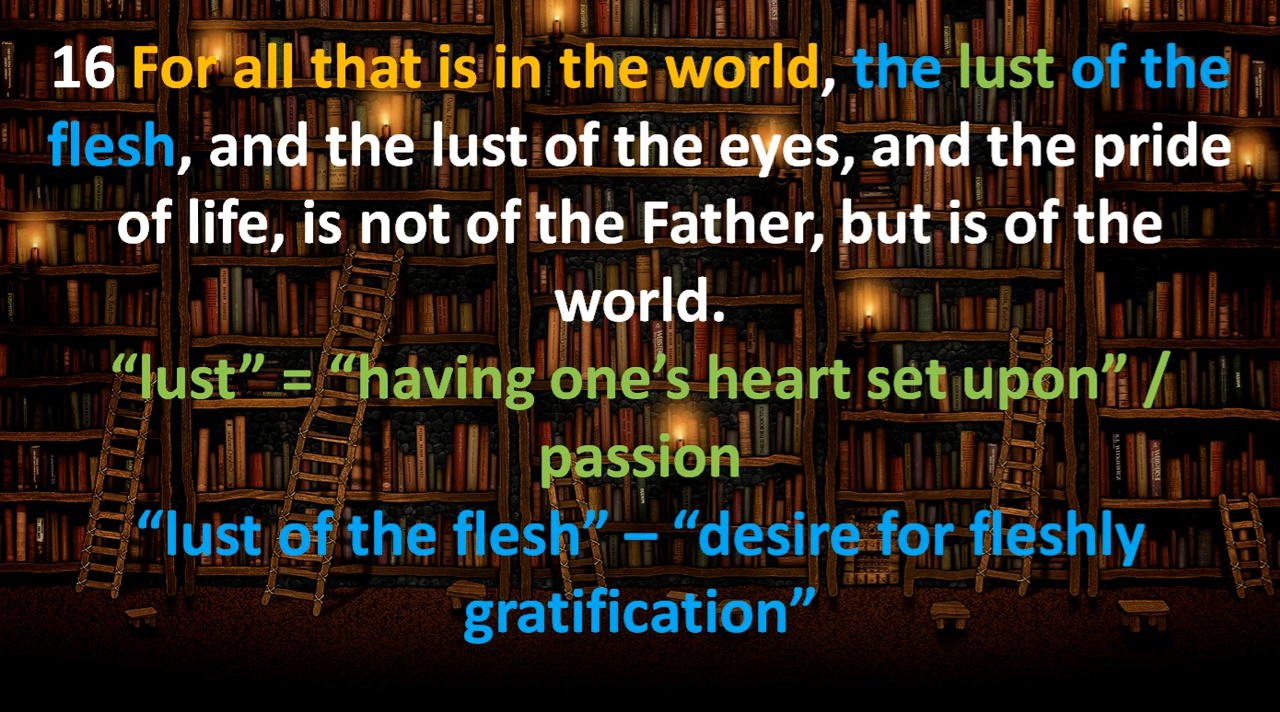 16 For all that is in the world, the lust of the
flesh, and the lust of the eyes, and the pride
of life, is not of the Father, but is of the
world.
“lust” = “having one’s heart set upon” /
passion
“lust of the flesh” – “desire for fleshly
gratification”